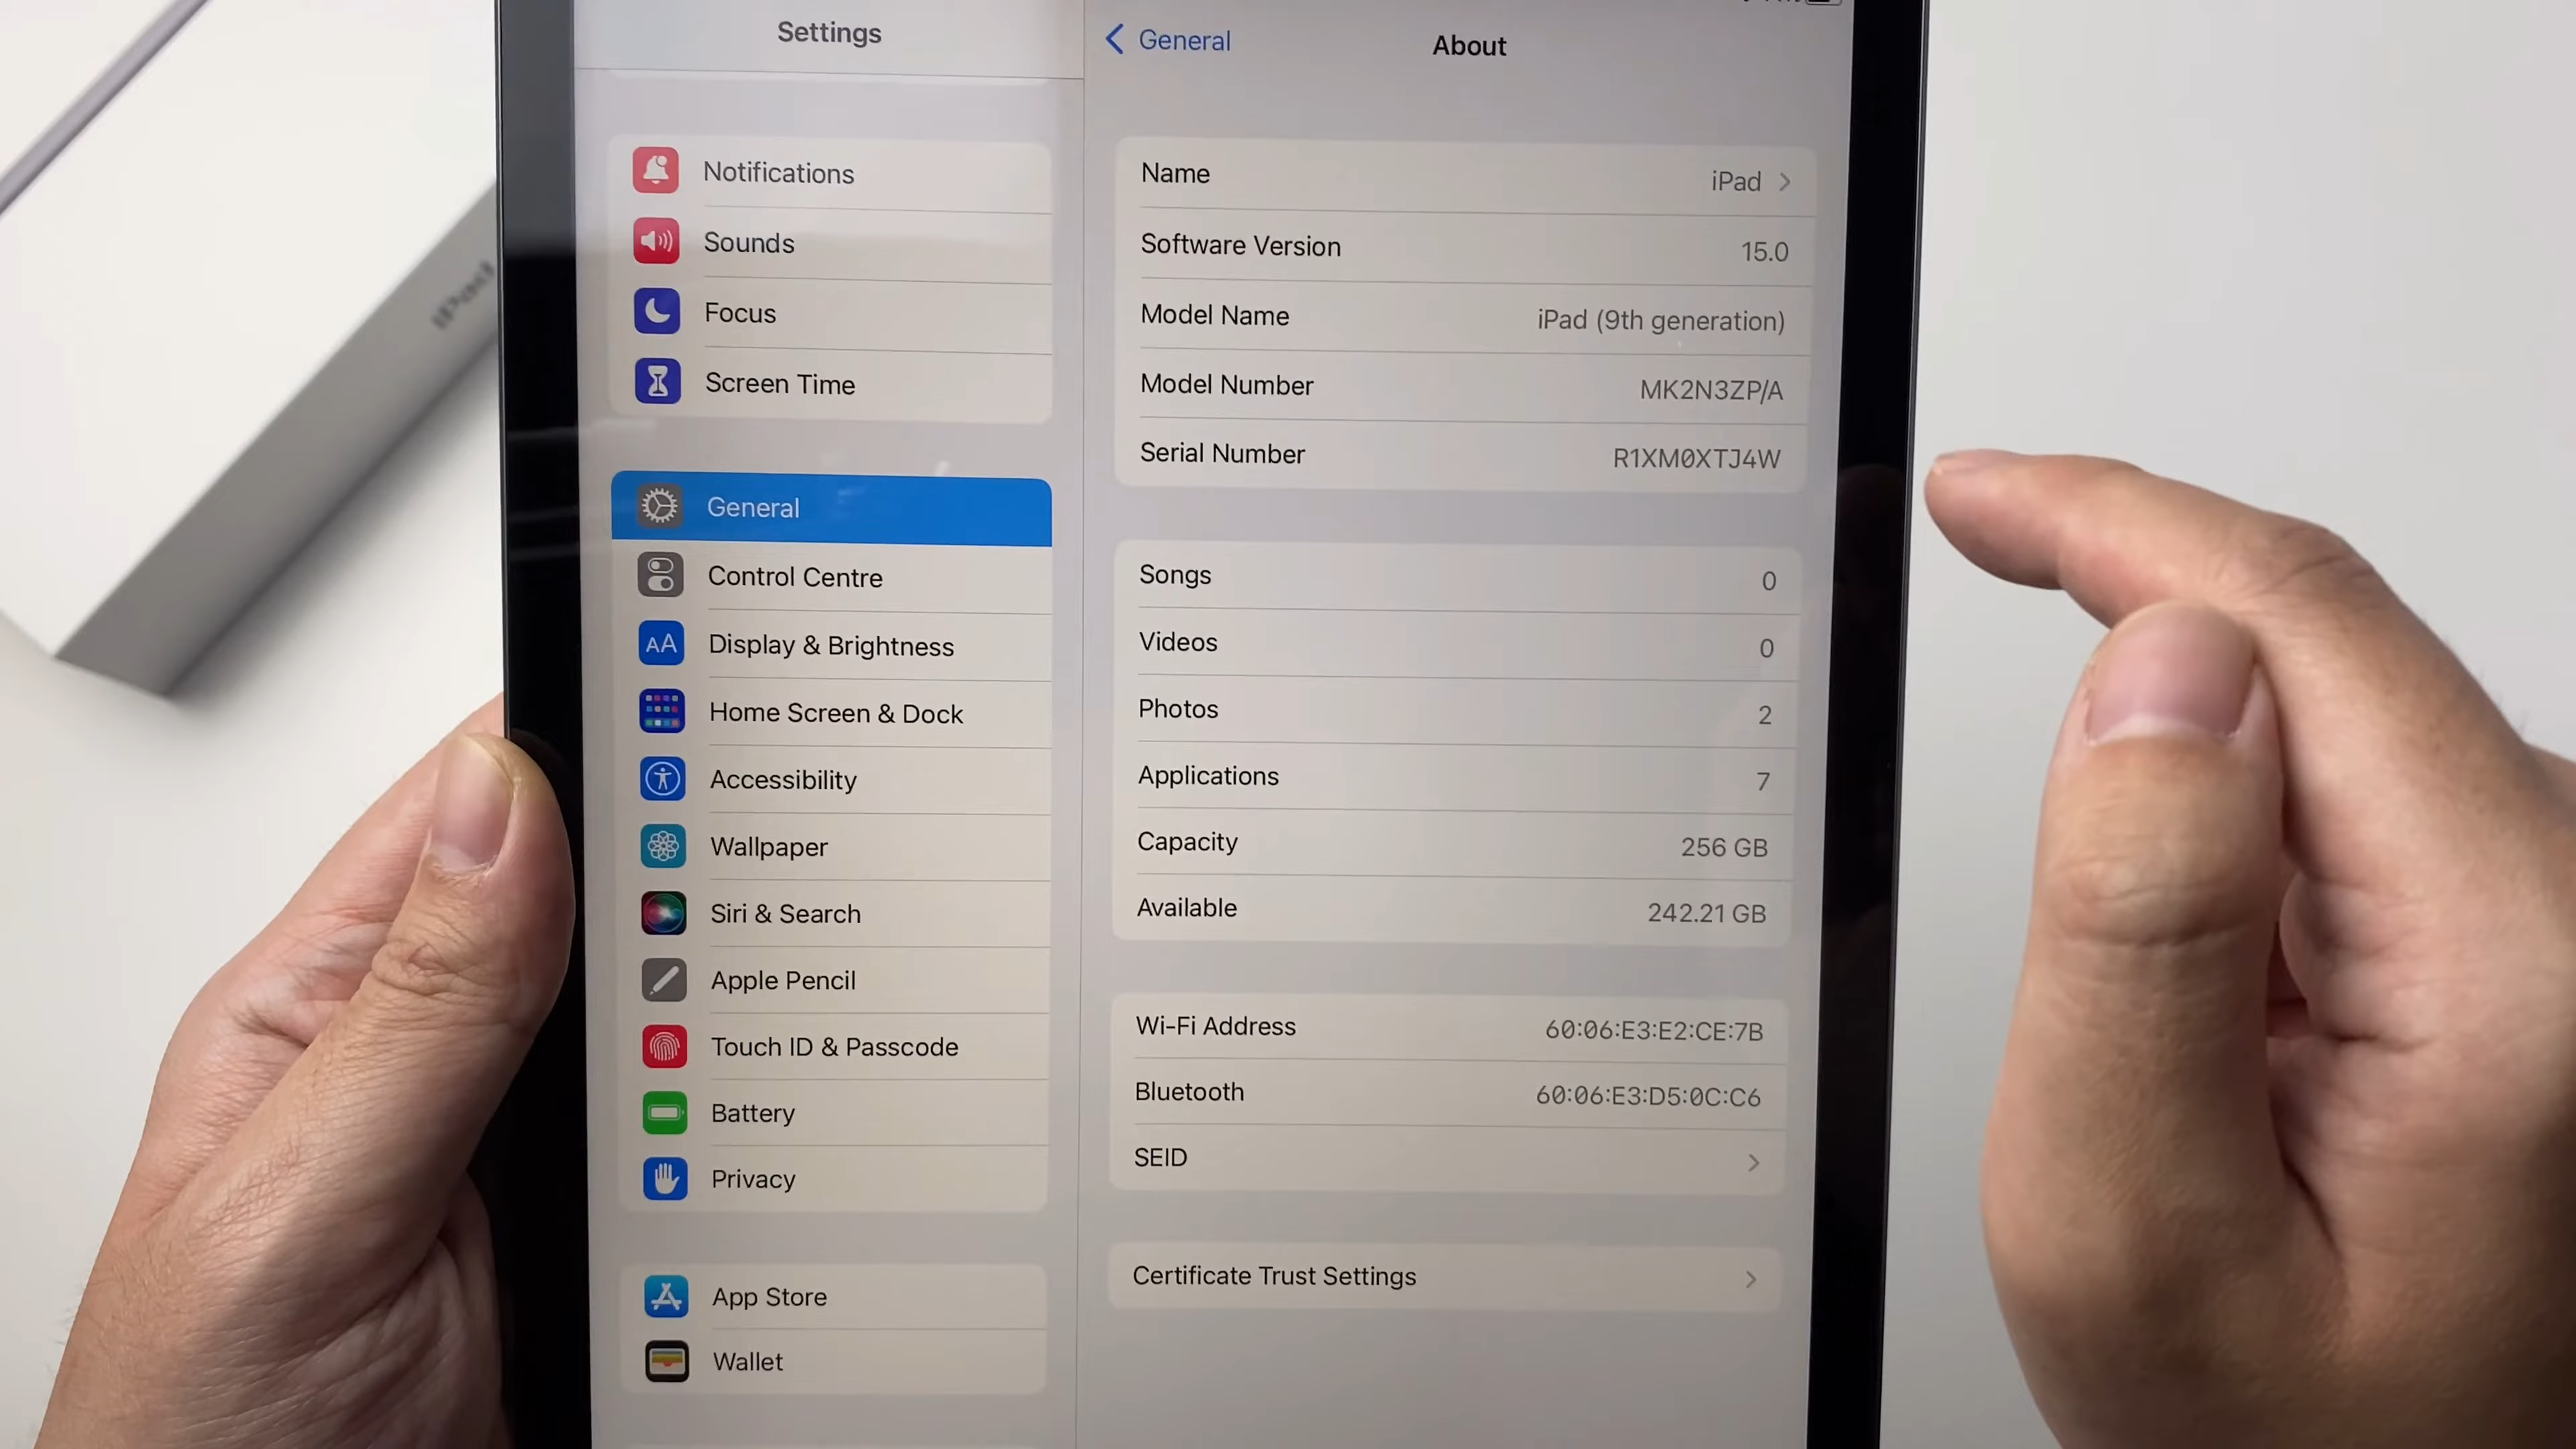 Settings
Notifications
Sounds
Focus
Screen Time
General
Control Centre
AA Display & Brightness
Home Screen & Dock
Accessibility
Wallpaper
Siri & Search
Apple Pencil
Touch ID & Passcode
Battery
Privacy
App Store
Wallet
General
About
Name iPad
Software Version 15.0
Model Name iPad (9th generation)
Model Number MK2N3ZP/A
Serial Number R1XM0XTJ4W
Songs 0
Videos 0
Photos 2
Applications 7
Capacity 256 GB
Available 242.21 GB
Wi-Fi Address 60:06:E3:E2:CE:7B
Bluetooth 60:06:E3:D5:0C:C6
SEID
Certificate Trust Settings
iPad